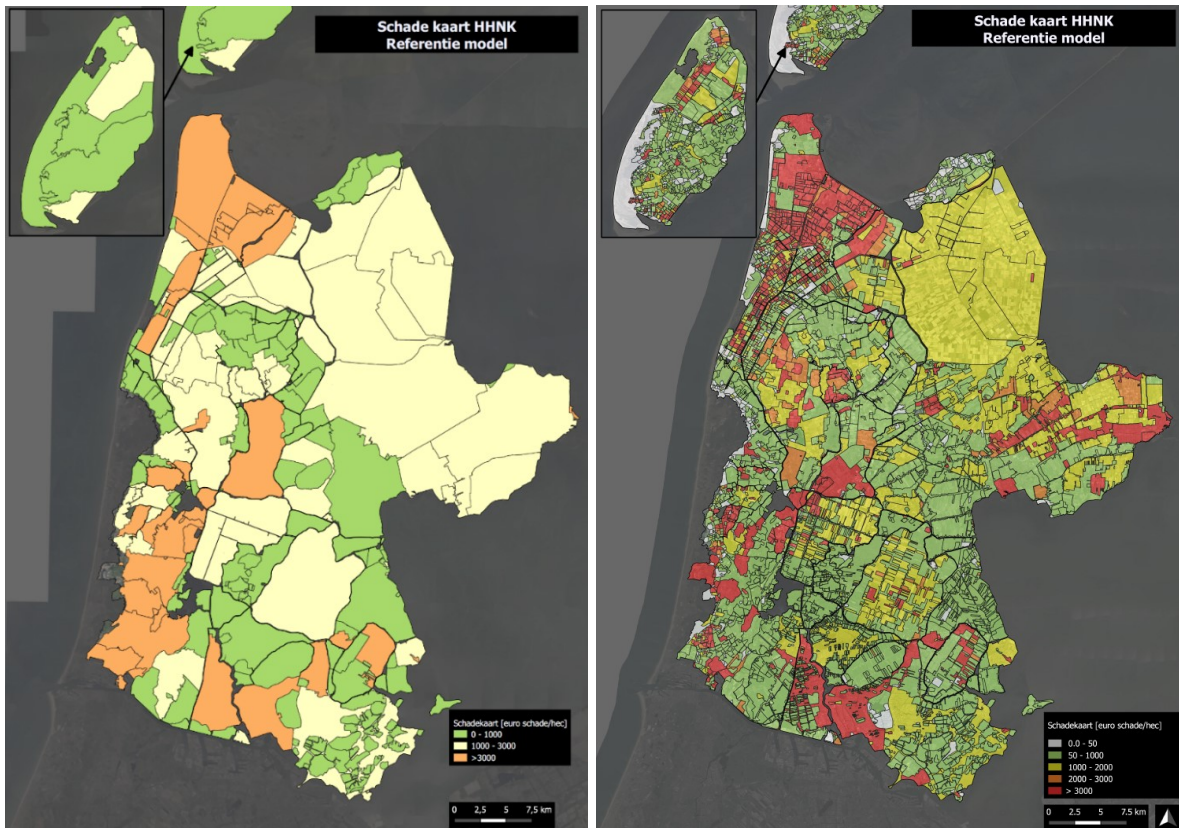 Schade kaart HHNK
Referentie model
Schadekaart [euro schade/hec]
0 - 1000
1000 - 3000
>3000
0 2,5 5 7,5 km
Schade kaart HHNK
Referentie model
Schadekaart [euro schade/hec]
0.0 - 50
50 - 1000
1000 - 2000
2000 - 3000
> 3000
0 2.5 5 7.5 km